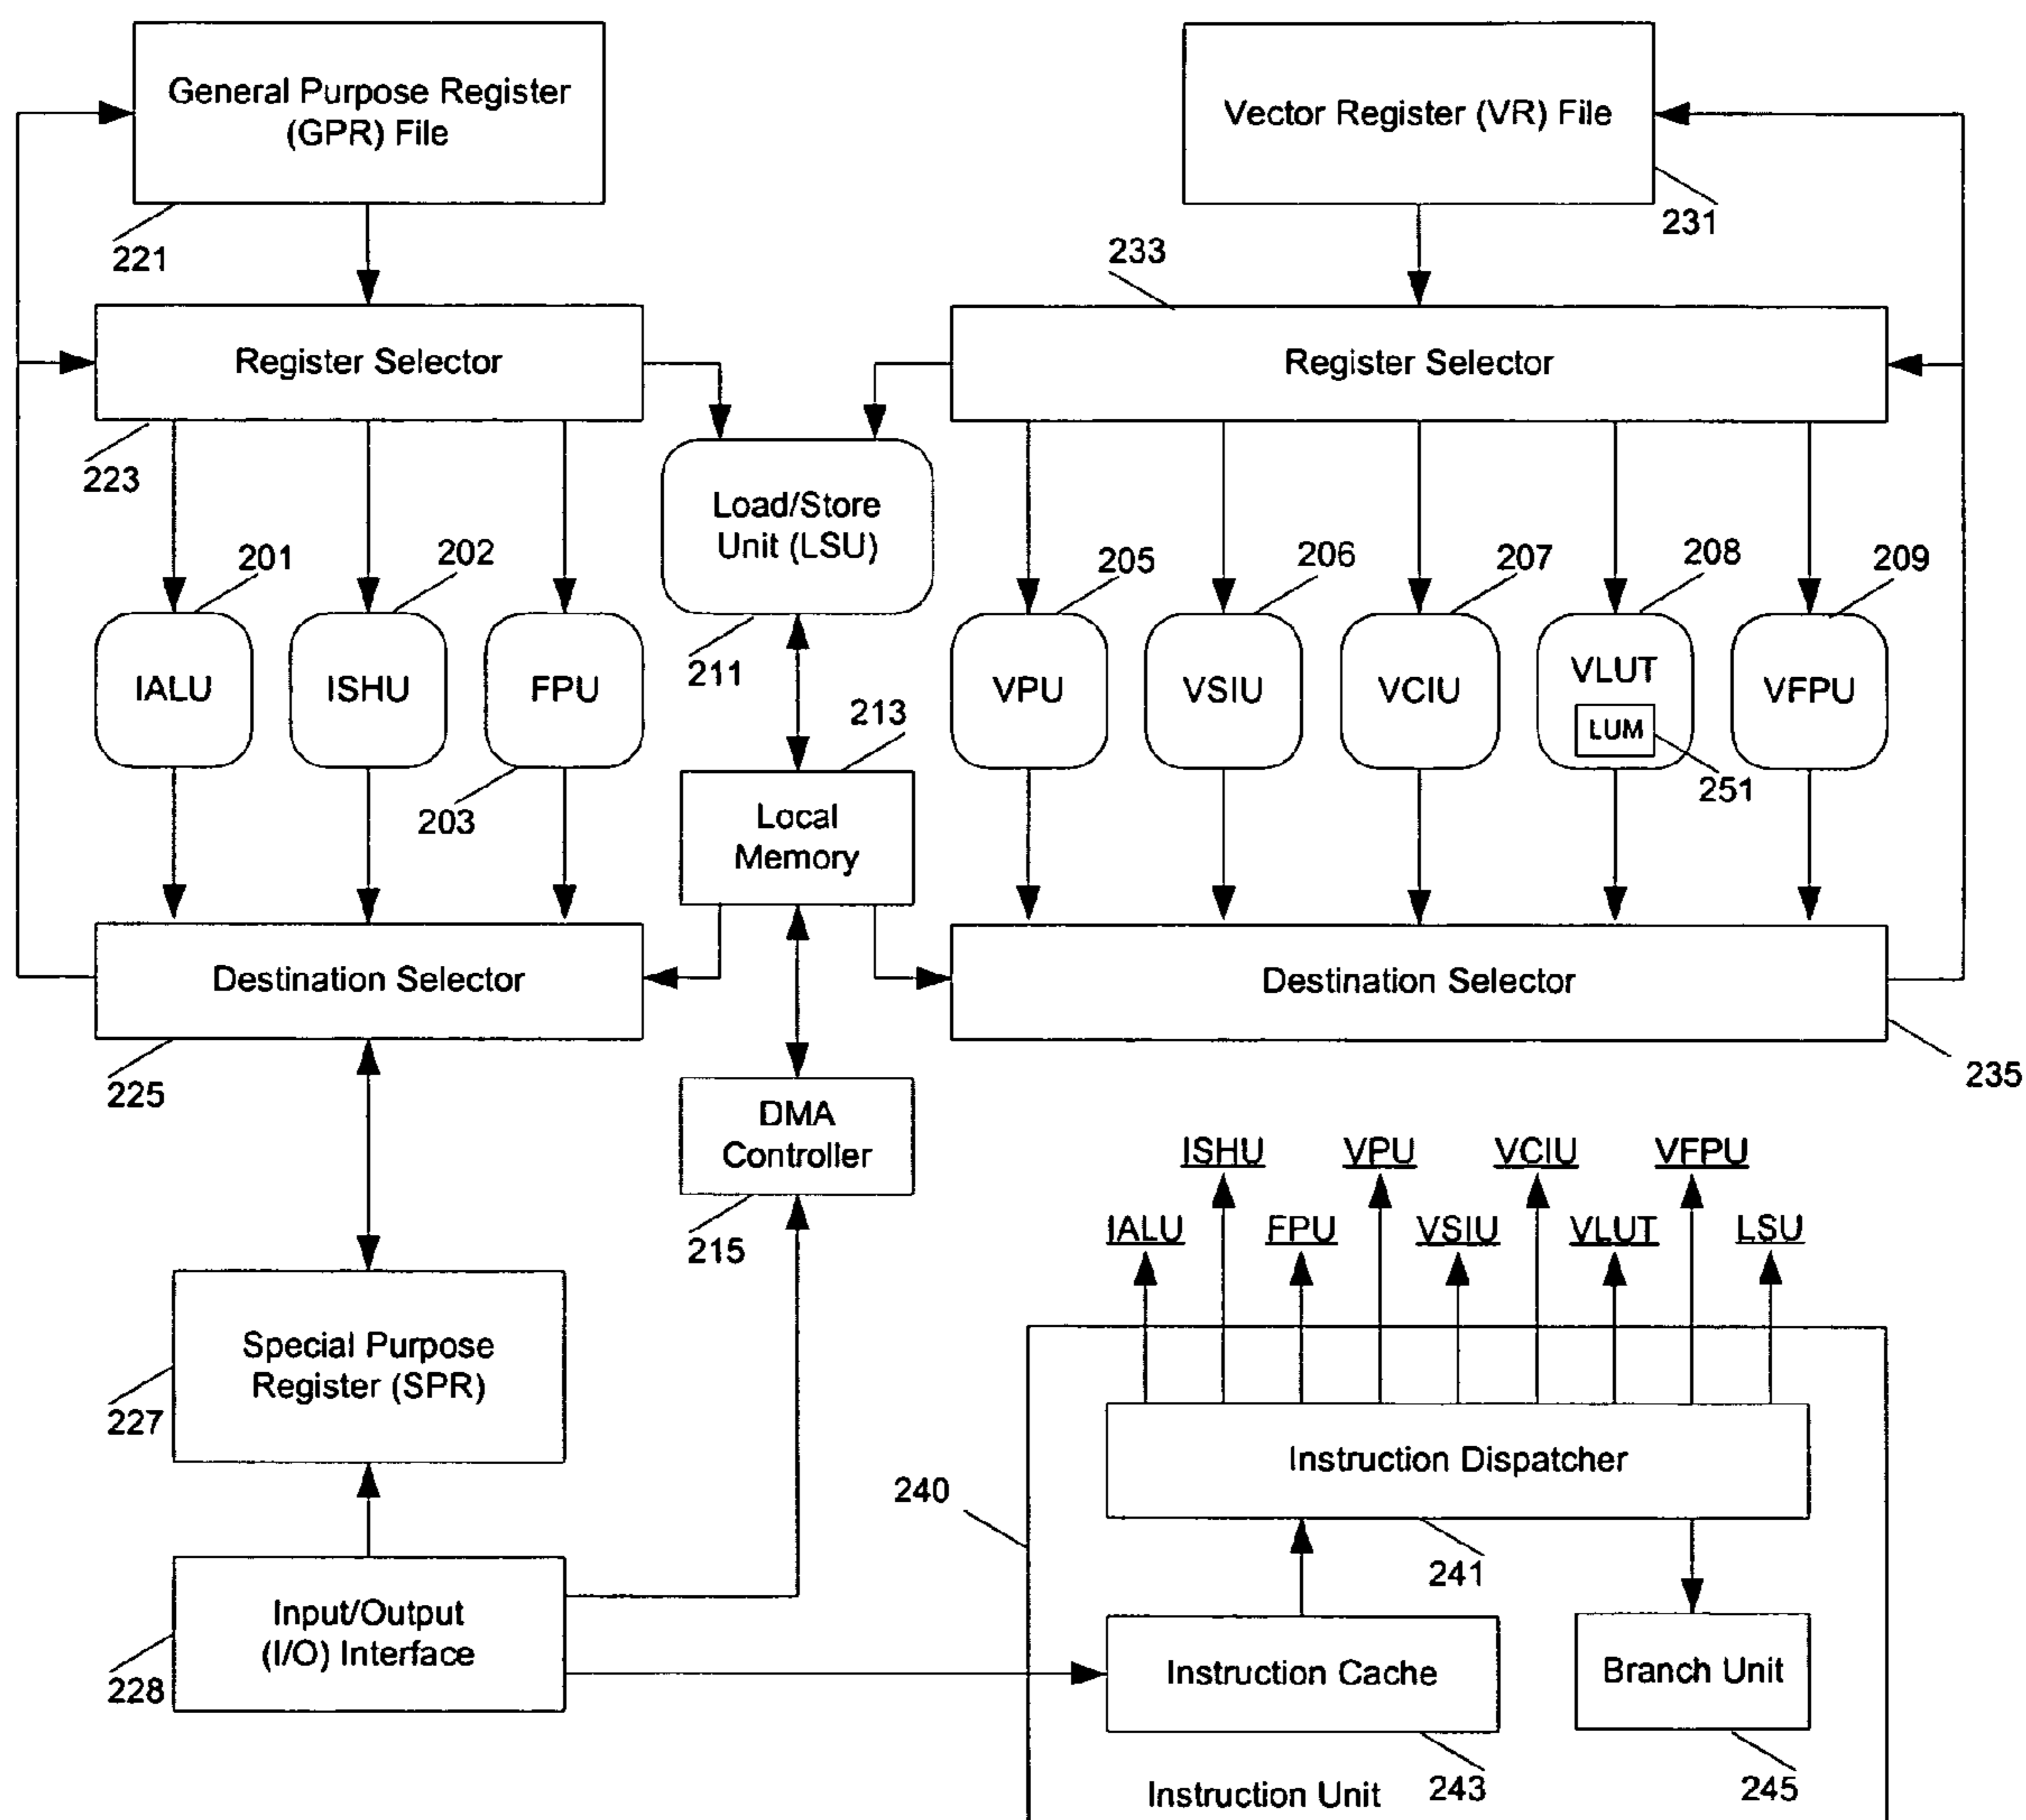 General Purpose Register
(GPR) File
221
Vector Register (VR) File
231
233
Register Selector
223
Register Selector
Load/Store
Unit (LSU)
211
201
IALU
202
ISHU
FPU
203
205
VPU
206
VSIU
207
VCIU
208
VLUT
LUM
251
209
VFPU
213
Local
Memory
Destination Selector
225
Destination Selector
235
DMA
Controller
215
Special Purpose
Register (SPR)
227
Input/Output
(I/O) Interface
228
ISHU VPU VCIU VFPU
IALU FPU VSIU VLUT LSU
240
Instruction Dispatcher
241
Instruction Cache
243
Branch Unit
245
Instruction Unit